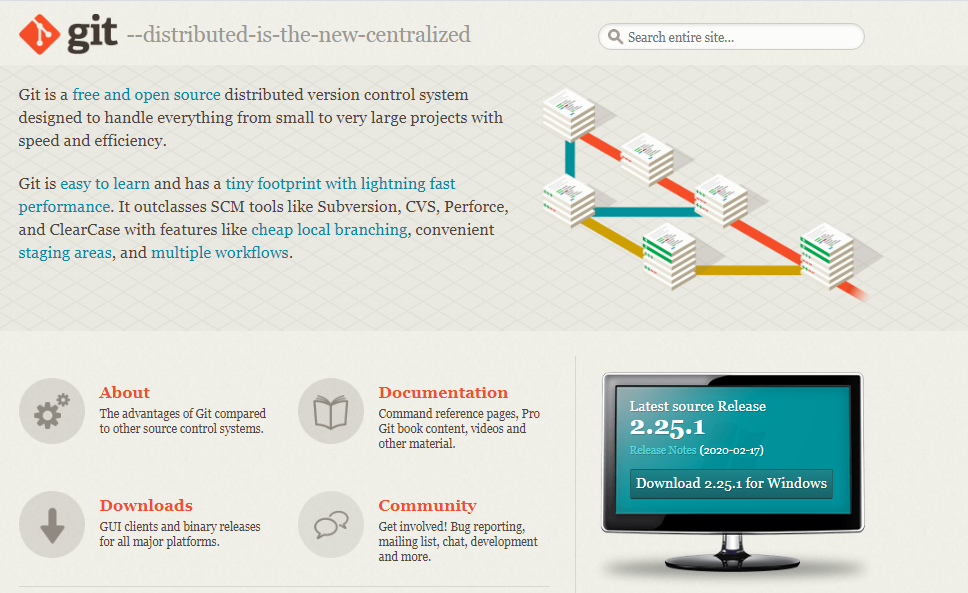 git --distributed-is-the-new-centralized
Search entire site...
Git is a free and open source distributed version control system
designed to handle everything from small to very large projects with
speed and efficiency.
Git is easy to learn and has a tiny footprint with lightning fast
performance. It outclasses SCM tools like Subversion, CVS, Perforce,
and ClearCase with features like cheap local branching, convenient
staging areas, and multiple workflows.
About
The advantages of Git compared
to other source control systems.
Documentation
Command reference pages, Pro
Git book content, videos and
other material.
Downloads
GUI clients and binary releases
for all major platforms.
Community
Get involved! Bug reporting,
mailing list, chat, development
and more.
Latest source Release
2.25.1
Release Notes (2020-02-17)
Download 2.25.1 for Windows